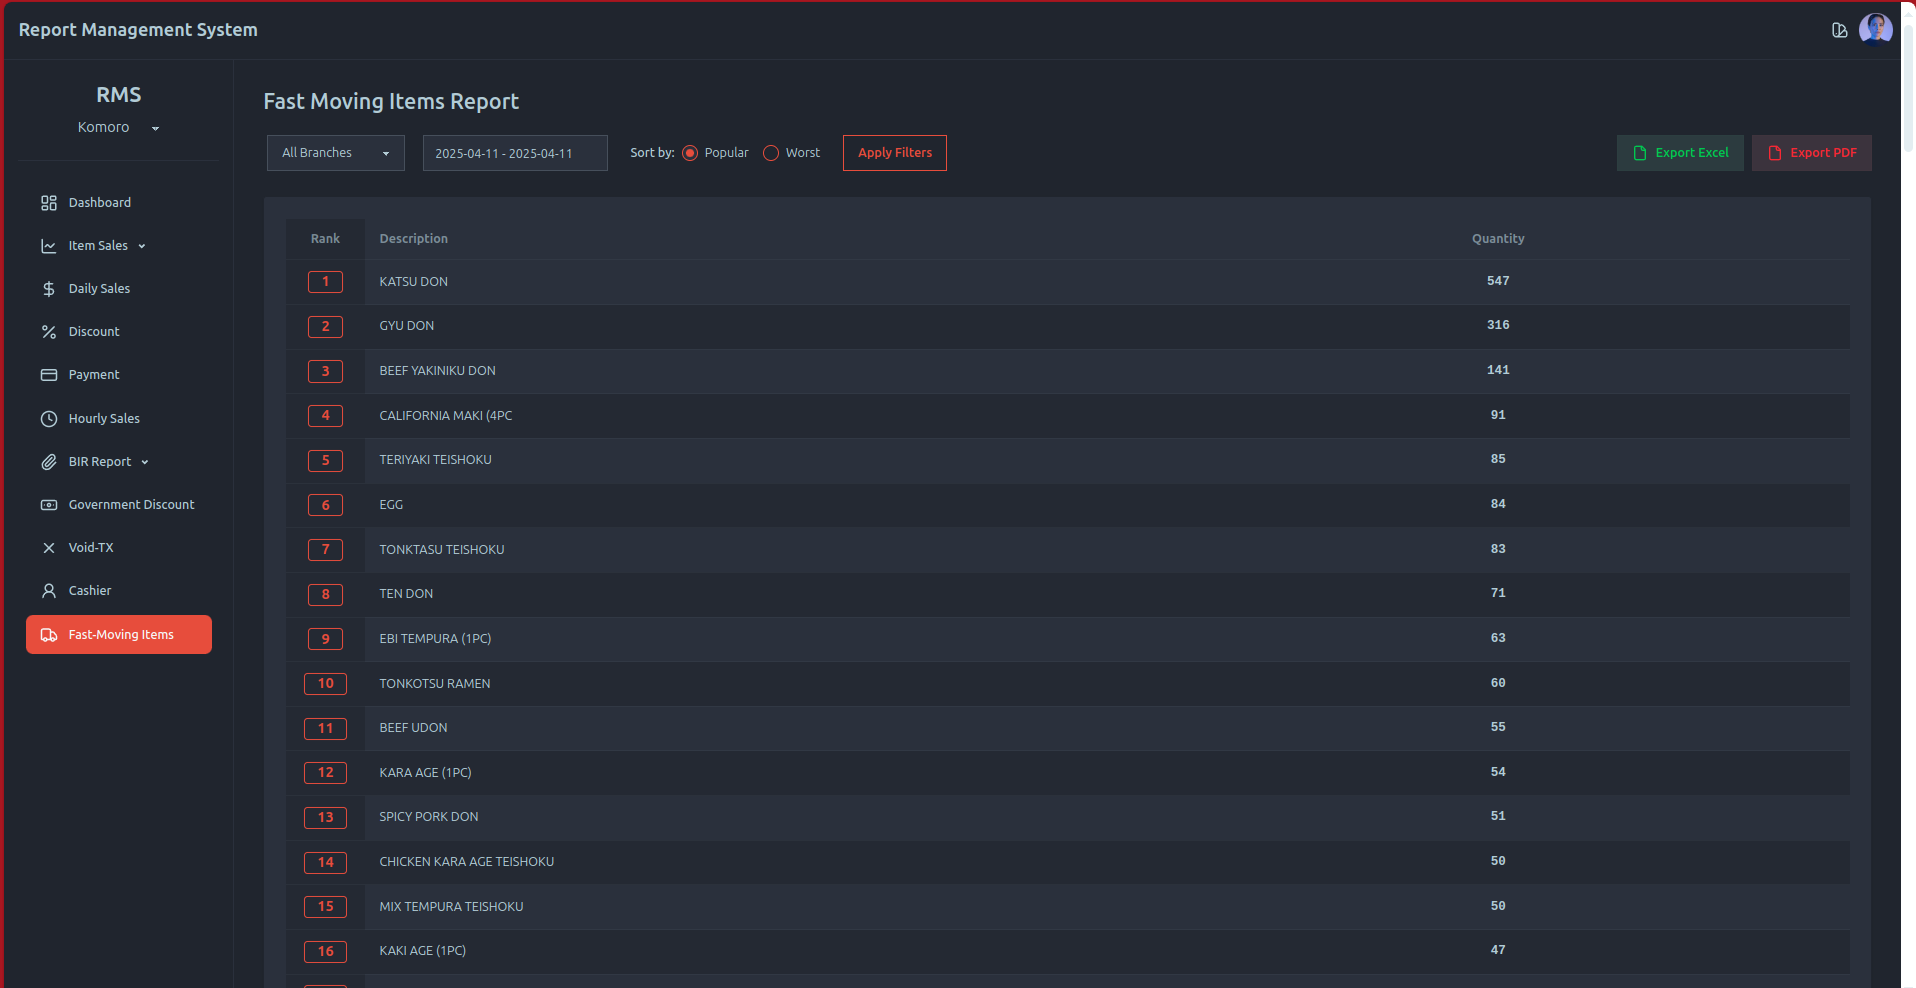 Report Management System
RMS
Komoro
Dashboard
Item Sales
Daily Sales
Discount
Payment
Hourly Sales
BIR Report
Government Discount
Void-TX
Cashier
Fast-Moving Items
Fast Moving Items Report
All Branches
2025-04-11 - 2025-04-11
Sort by: Popular Worst
Apply Filters
Export Excel
Export PDF
Rank Description Quantity
1 KATSU DON 547
2 GYU DON 316
3 BEEF YAKINIKU DON 141
4 CALIFORNIA MAKI (4PC 91
5 TERIYAKI TEISHOKU 85
6 EGG 84
7 TONKTASU TEISHOKU 83
8 TEN DON 71
9 EBI TEMPURA (1PC) 63
10 TONKOTSU RAMEN 60
11 BEEF UDON 55
12 KARA AGE (1PC) 54
13 SPICY PORK DON 51
14 CHICKEN KARA AGE TEISHOKU 50
15 MIX TEMPURA TEISHOKU 50
16 KAKI AGE (1PC) 47